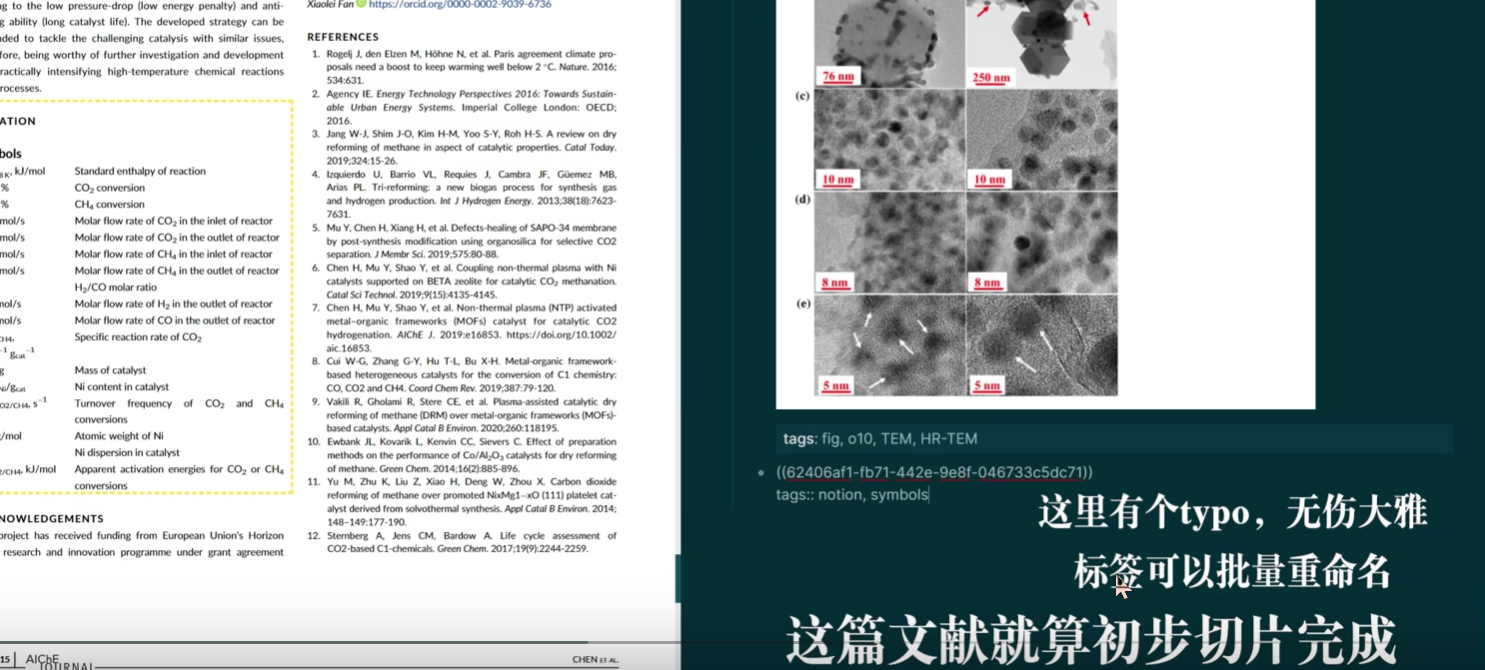 ng to the low pressure-drop (low energy penalty) and anti-
g ability (long catalyst life). The developed strategy can be
ded to tackle the challenging catalysis with similar issues,
fore, being worthy of further investigation and development
ractically intensifying high-temperature chemical reactions
rocesses.
ATION
bols
kJ/mol Standard enthalpy of reaction
% CO2 conversion
% CH4 conversion
mol/s Molar flow rate of CO2 in the inlet of reactor
mol/s Molar flow rate of CO2 in the outlet of reactor
mol/s Molar flow rate of CH4 in the inlet of reactor
mol/s Molar flow rate of CH4 in the outlet of reactor
H2/CO molar ratio
nol/s Molar flow rate of H2 in the outlet of reactor
nol/s Molar flow rate of CO in the outlet of reactor
CH4, Specific reaction rate of CO2
−1 gcat −1
g Mass of catalyst
Ni/gcat Ni content in catalyst
O2/CH4, s−1 Turnover frequency of CO2 and CH4
conversions
/mol Atomic weight of Ni
Ni dispersion in catalyst
2/CH4, kJ/mol Apparent activation energies for CO2 or CH4
conversions
NOWLEDGEMENTS
project has received funding from European Union's Horizon
research and innovation programme under grant agreement
15 | AIChE
JOURNAL
Xiaolei Fan https://orcid.org/0000-0002-9039-6736
REFERENCES
1. Rogelj J, den Elzen M, Höhne N, et al. Paris agreement climate pro-
posals need a boost to keep warming well below 2 °C. Nature. 2016;
534:631.
2. Agency IE. Energy Technology Perspectives 2016: Towards Sustain-
able Urban Energy Systems. Imperial College London: OECD;
2016.
3. Jang W-J, Shim J-O, Kim H-M, Yoo S-Y, Roh H-S. A review on dry
reforming of methane in aspect of catalytic properties. Catal Today.
2019;324:15-26.
4. Izquierdo U, Barrio VL, Requies J, Cambra JF, Güemez MB,
Arias PL. Tri-reforming: a new biogas process for synthesis gas
and hydrogen production. Int J Hydrogen Energy. 2013;38(18):7623-
7631.
5. Mu Y, Chen H, Xiang H, et al. Defects-healing of SAPO-34 membrane
by post-synthesis modification using organosilica for selective CO2
separation. J Membr Sci. 2019;575:80-88.
6. Chen H, Mu Y, Shao Y, et al. Coupling non-thermal plasma with Ni
catalysts supported on BETA zeolite for catalytic CO2 methanation.
Catal Sci Technol. 2019;9(15):4135-4145.
7. Chen H, Mu Y, Shao Y, et al. Non-thermal plasma (NTP) activated
metal–organic frameworks (MOFs) catalyst for catalytic CO2
hydrogenation. AIChE J. 2019:e16853. https://doi.org/10.1002/
aic.16853.
8. Cui W-G, Zhang G-Y, Hu T-L, Bu X-H. Metal-organic framework-
based heterogeneous catalysts for the conversion of C1 chemistry:
CO, CO2 and CH4. Coord Chem Rev. 2019;387:79-120.
9. Vakili R, Gholami R, Stere CE, et al. Plasma-assisted catalytic dry
reforming of methane (DRM) over metal-organic frameworks (MOFs)-
based catalysts. Appl Catal B Environ. 2020;260:118195.
10. Ewbank JL, Kovarik L, Kenvin CC, Sievers C. Effect of preparation
methods on the performance of Co/Al2O3 catalysts for dry reforming
of methane. Green Chem. 2014;16(2):885-896.
11. Yu M, Zhu K, Liu Z, Xiao H, Deng W, Zhou X. Carbon dioxide
reforming of methane over promoted NixMg1−xO (111) platelet cat-
alyst derived from solvothermal synthesis. Appl Catal B Environ. 2014;
148–149:177-190.
12. Sternberg A, Jens CM, Bardow A. Life cycle assessment of
CO2-based C1-chemicals. Green Chem. 2017;19(9):2244-2259.
CHEN ET AL.
76 nm 250 nm
(c)
10 nm 10 nm
(d)
8 nm 8 nm
(e)
5 nm 5 nm
tags: fig, o10, TEM, HR-TEM
((62406af1-fb71-442e-9e8f-046733c5dc71))
tags:: notion, symbols
这里有个typo，无伤大雅
标签可以批量重命名
这篇文献就算初步切片完成